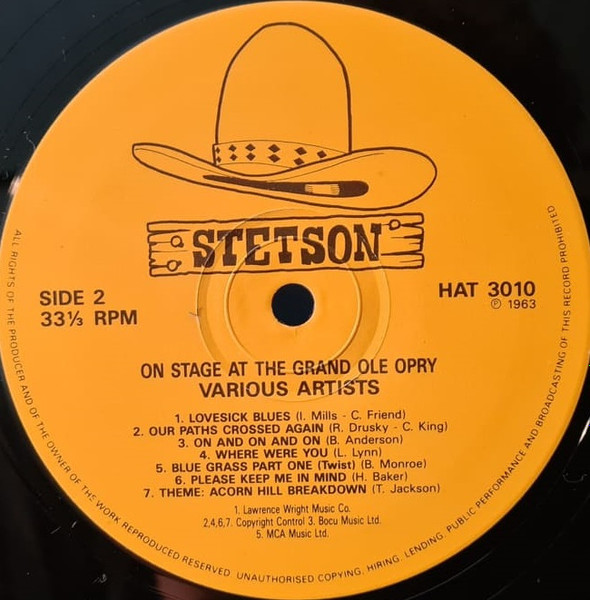 STETSON
SIDE 2
33⅓ RPM
HAT 3010
℗ 1963
ON STAGE AT THE GRAND OLE OPRY
VARIOUS ARTISTS
1. LOVESICK BLUES (I. Mills - C. Friend)
2. OUR PATHS CROSSED AGAIN (R. Drusky - C. King)
3. ON AND ON AND ON (B. Anderson)
4. WHERE WERE YOU (L. Lynn)
5. BLUE GRASS PART ONE (Twist) (B. Monroe)
6. PLEASE KEEP ME IN MIND (H. Baker)
7. THEME: ACORN HILL BREAKDOWN (T. Jackson)
1. Lawrence Wright Music Co.
2,4,6,7. Copyright Control 3. Bocu Music Ltd.
5. MCA Music Ltd.
ALL RIGHTS OF THE PRODUCER AND OF THE OWNER OF THE WORK REPRODUCED RESERVED. UNAUTHORISED COPYING, HIRING, LENDING, PUBLIC PERFORMANCE AND BROADCASTING OF THIS RECORD PROHIBITED